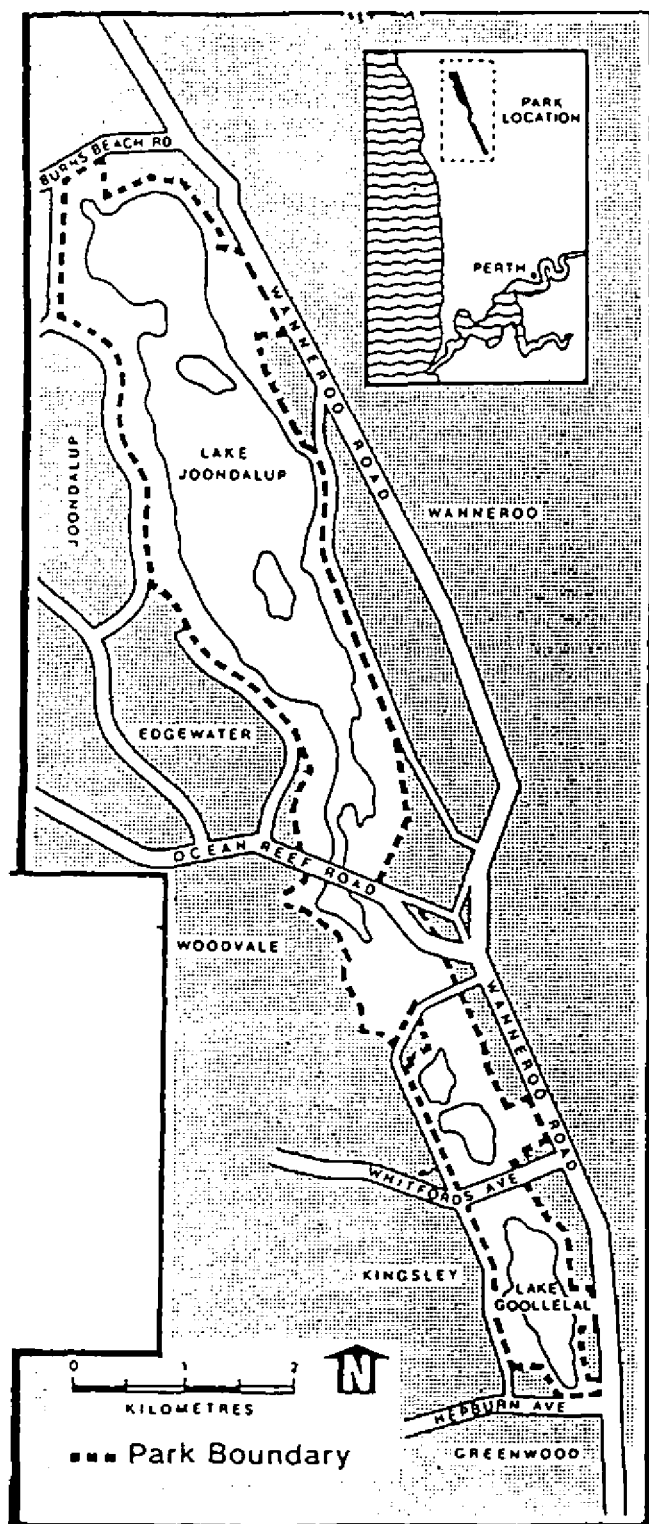 BURNS BEACH RD
PARK
LOCATION
PERTH
WANNEROO ROAD
LAKE
JOONDALUP
JOONDALUP
WANNEROO
EDGEWATER
OCEAN REEF ROAD
WOODVALE
WANNEROO ROAD
WHITFORDS AVE
KINGSLEY
LAKE
GOOLLELAL
0 1 2
N
KILOMETRES
HEPBURN AVE
Park Boundary
GREENWOOD